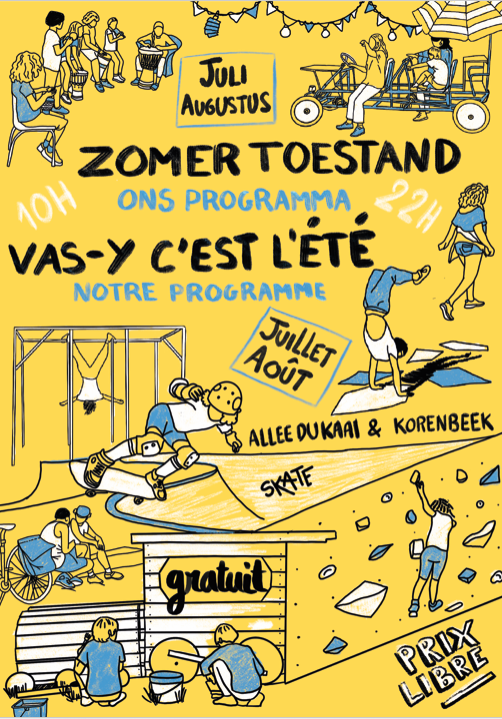 JULI
AUGUSTUS
ZOMER TOESTAND
10H
ONS PROGRAMMA
22H
VAS-Y C'EST L'ÉTÉ
NOTRE PROGRAMME
JUILLET
AOÛT
ALLEE DU KAAI & KORENBEEK
SKATE
gratuit
PRIX
LIBRE